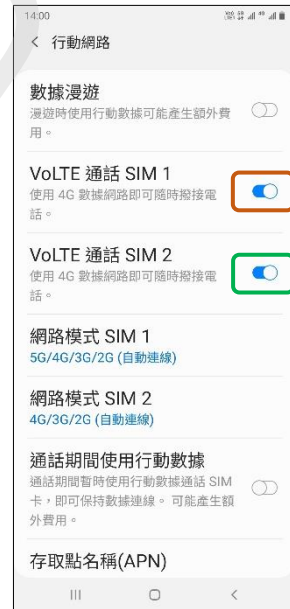 14:00
行動網路
數據漫遊
漫遊時使用行動數據可能產生額外費
用。
VoLTE 通話 SIM 1
使用 4G 數據網路即可隨時撥接電
話。
VoLTE 通話 SIM 2
使用 4G 數據網路即可隨時撥接電
話。
網路模式 SIM 1
5G/4G/3G/2G (自動連線)
網路模式 SIM 2
4G/3G/2G (自動連線)
通話期間使用行動數據
通話期間暫時使用行動數據通話 SIM
卡，即可保持數據連線。 可能產生額
外費用。
存取點名稱(APN)